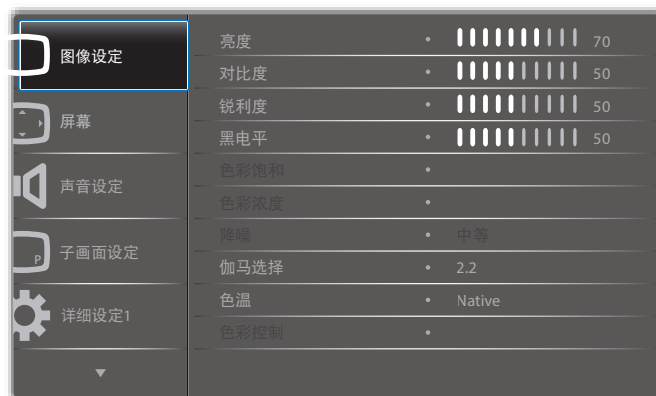 图像设定
屏幕
声音设定
P
子画面设定
详细设定1
亮度 • 70
对比度 • 50
锐利度 • 50
黑电平 • 50
色彩饱和 •
色彩浓度 •
降噪 • 中等
伽马选择 • 2.2
色温 • Native
色彩控制 •